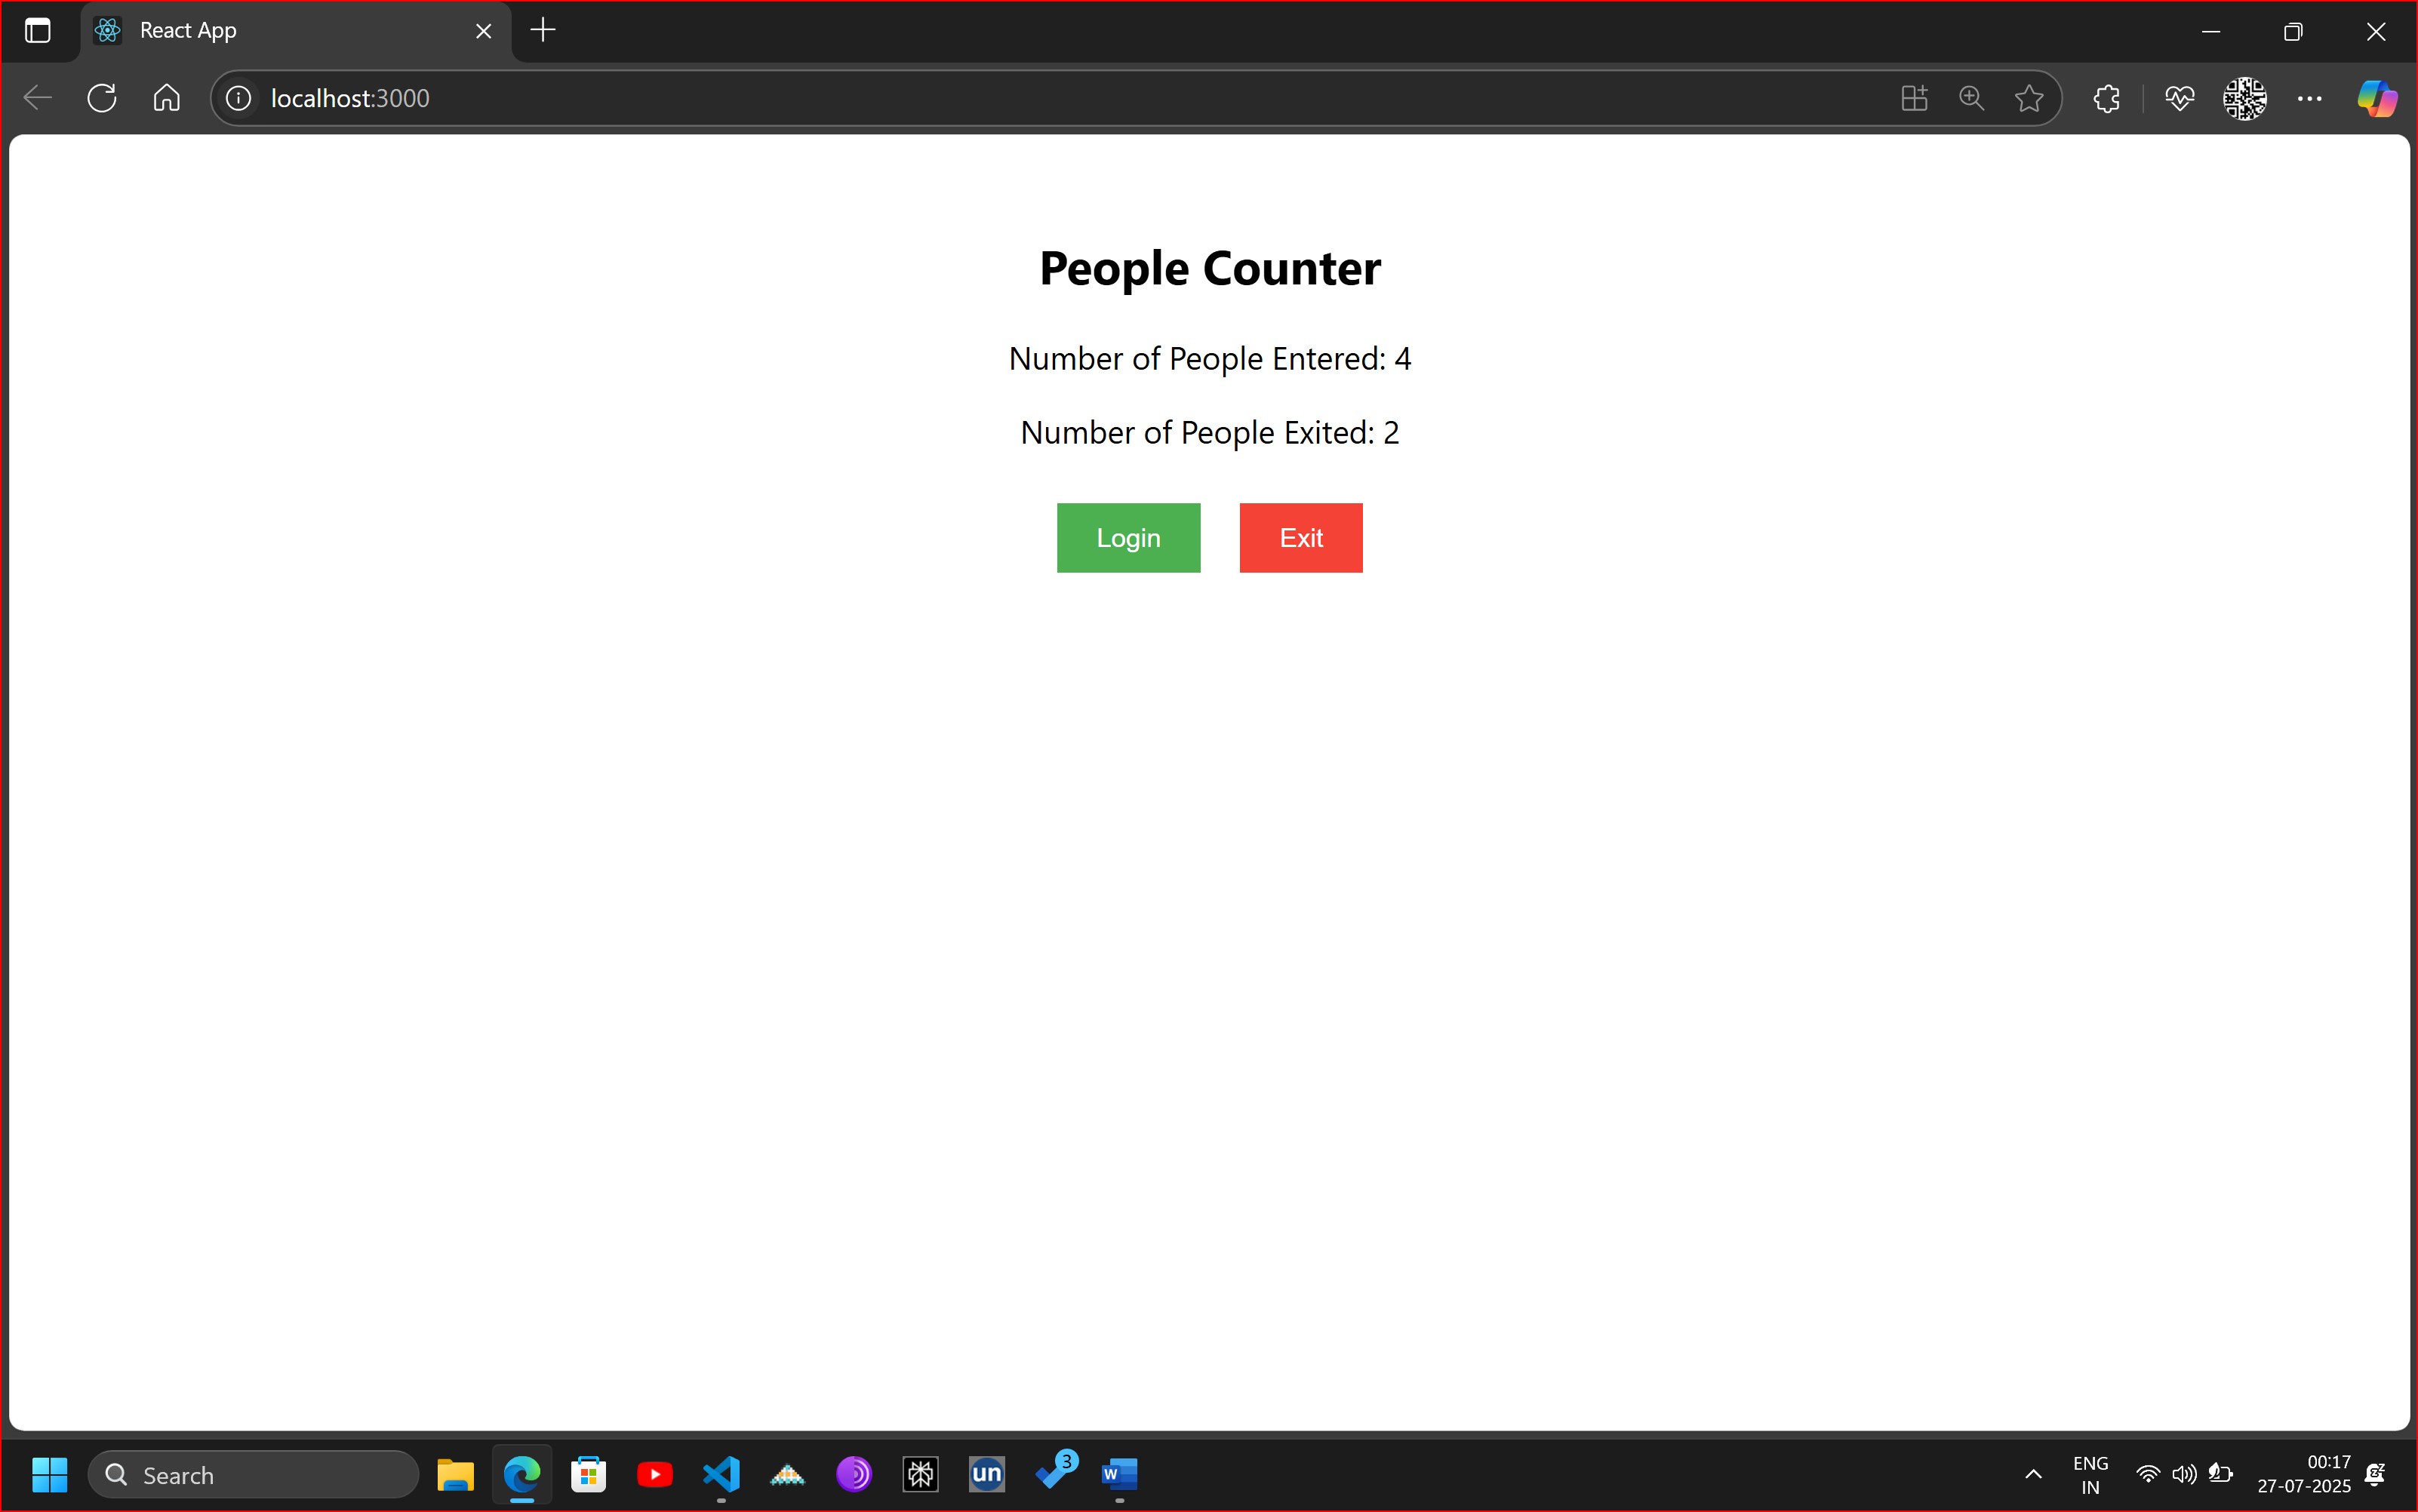 React App
localhost:3000
People Counter
Number of People Entered: 4
Number of People Exited: 2
Login Exit
Search
un
3
W
ENG
IN
00:17
27-07-2025